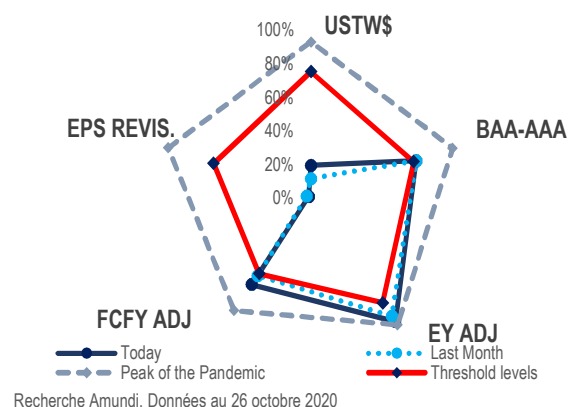 USTW$
100%
80%
60%
40%
20%
0%
EPS REVIS.
BAA-AAA
FCFY ADJ
EY ADJ
Today
Last Month
Peak of the Pandemic
Threshold levels
Recherche Amundi. Données au 26 octobre 2020